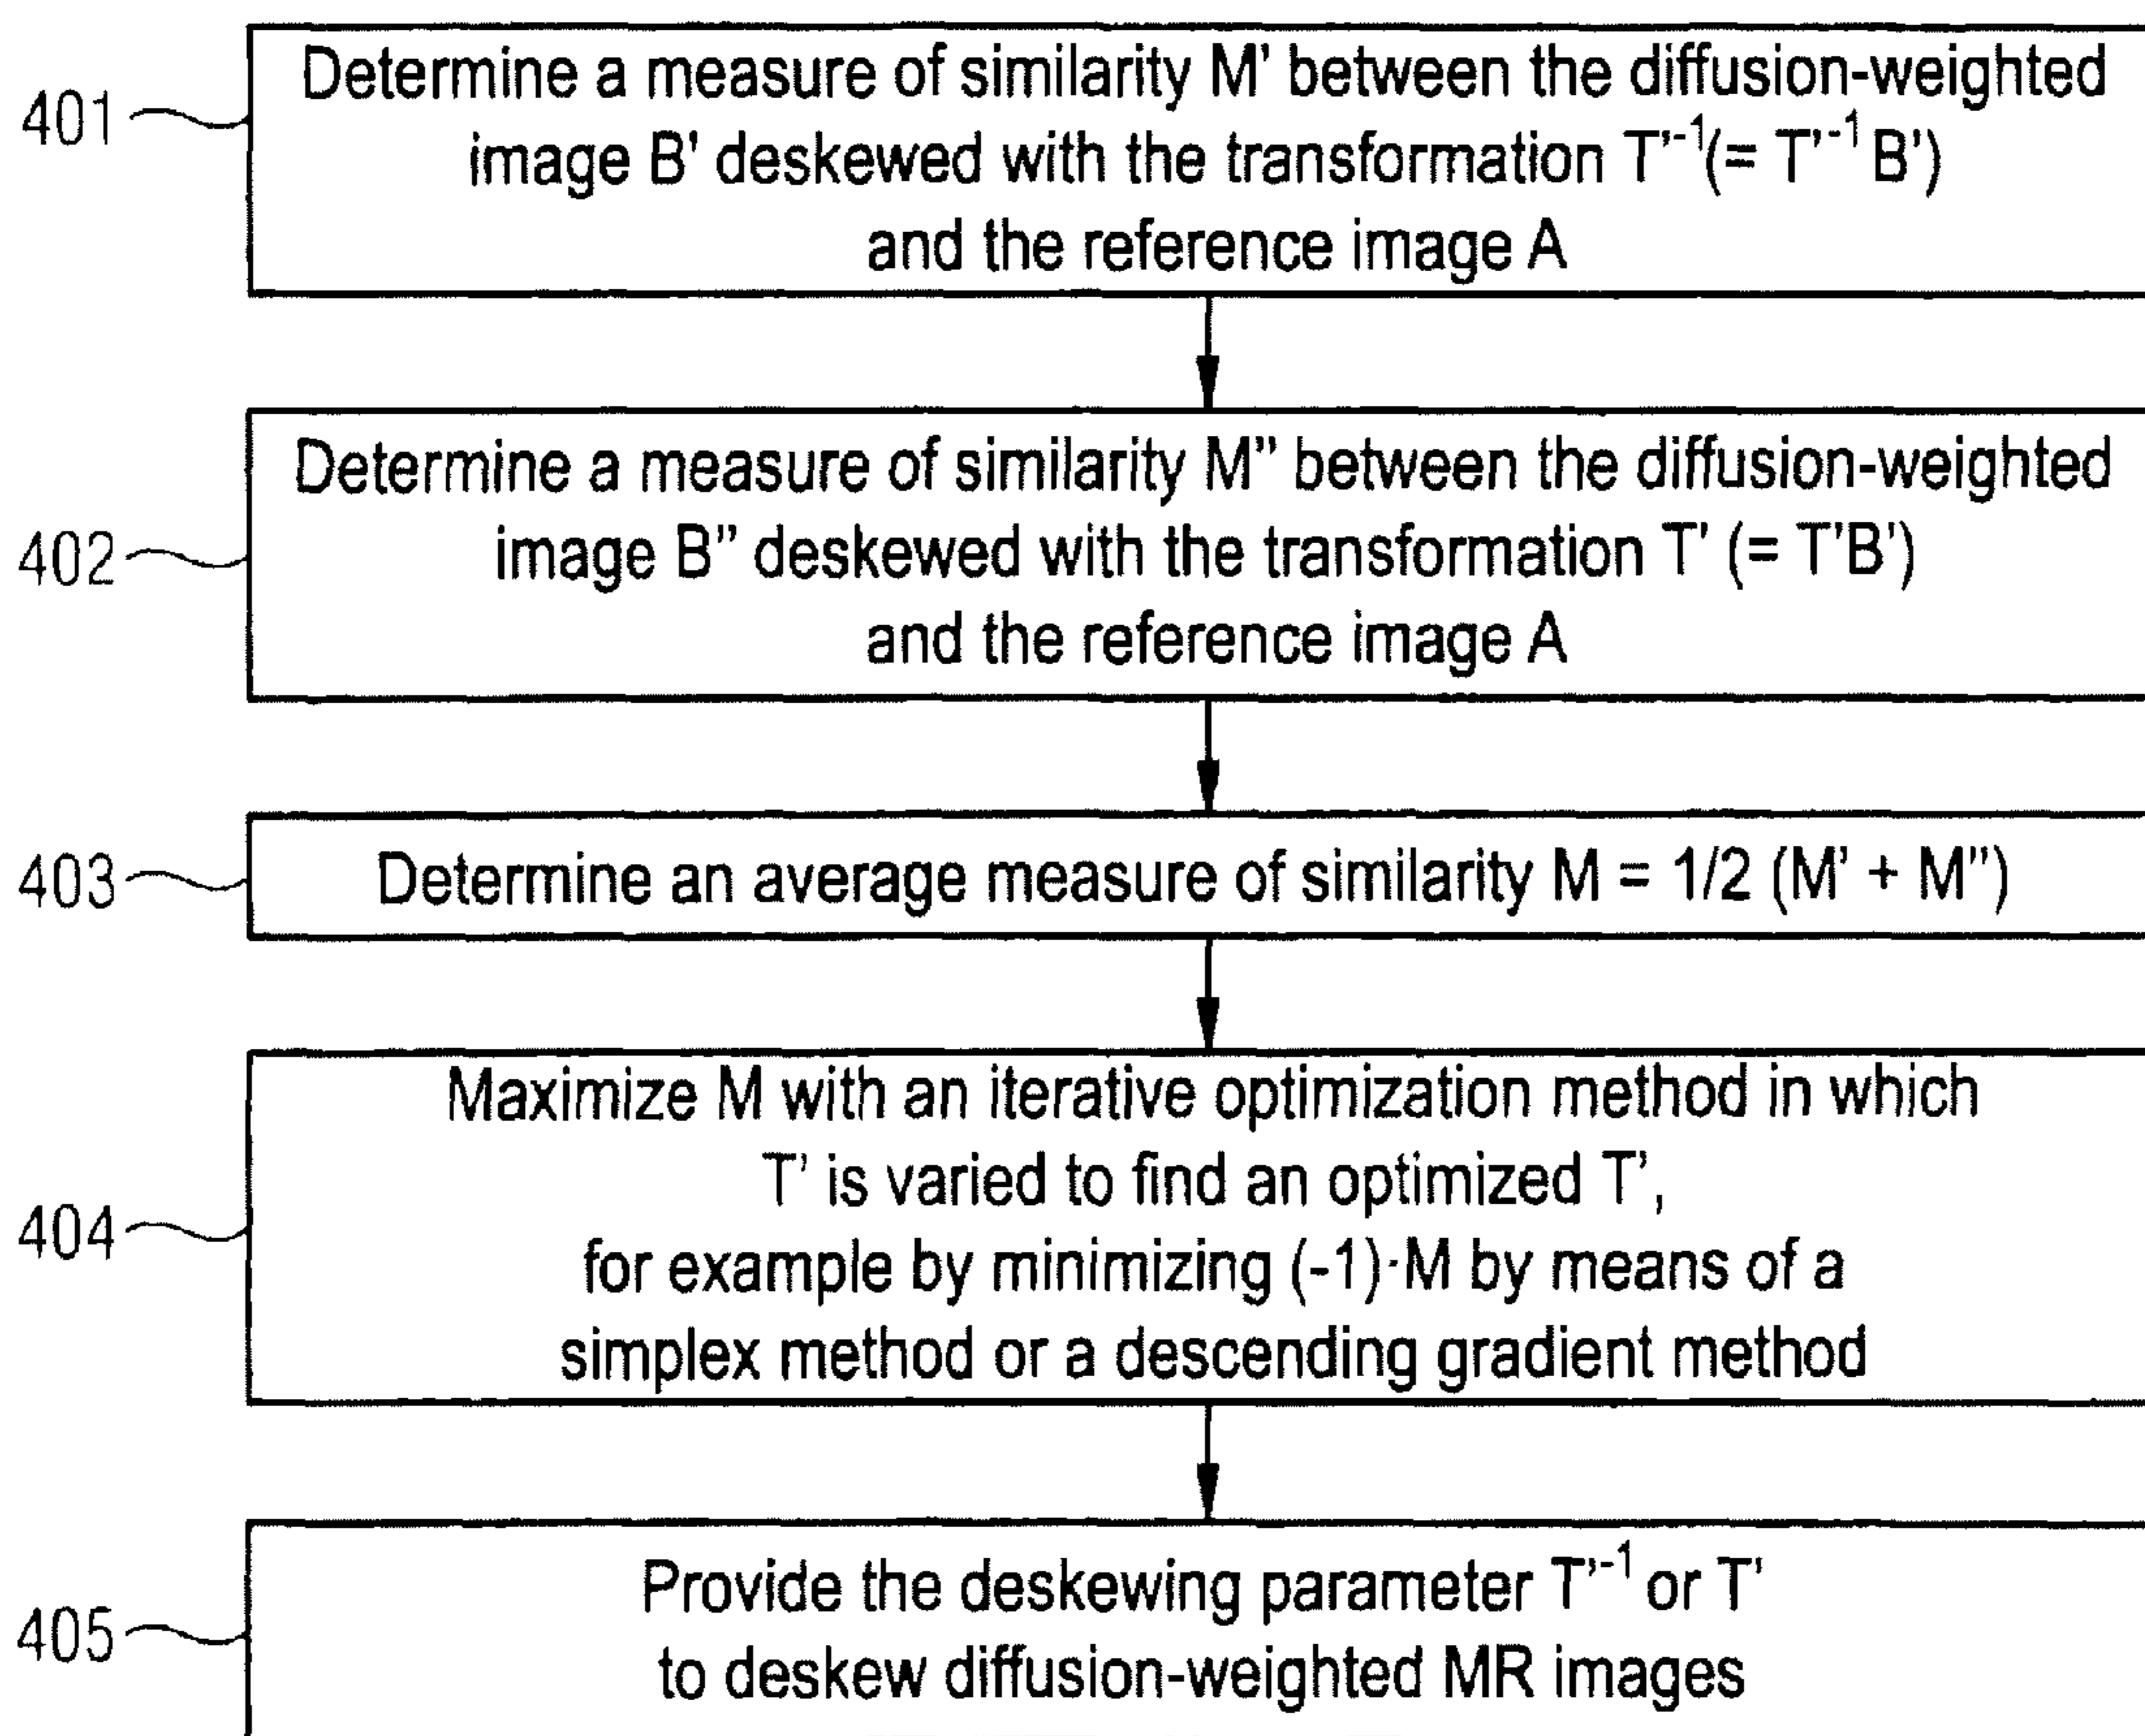 401
Determine a measure of similarity M' between the diffusion-weighted
image B' deskewed with the transformation T'⁻¹(= T'⁻¹ B')
and the reference image A
402
Determine a measure of similarity M" between the diffusion-weighted
image B" deskewed with the transformation T' (= T'B')
and the reference image A
403
Determine an average measure of similarity M = 1/2 (M' + M")
404
Maximize M with an iterative optimization method in which
T' is varied to find an optimized T',
for example by minimizing (-1)·M by means of a
simplex method or a descending gradient method
405
Provide the deskewing parameter T'⁻¹ or T'
to deskew diffusion-weighted MR images